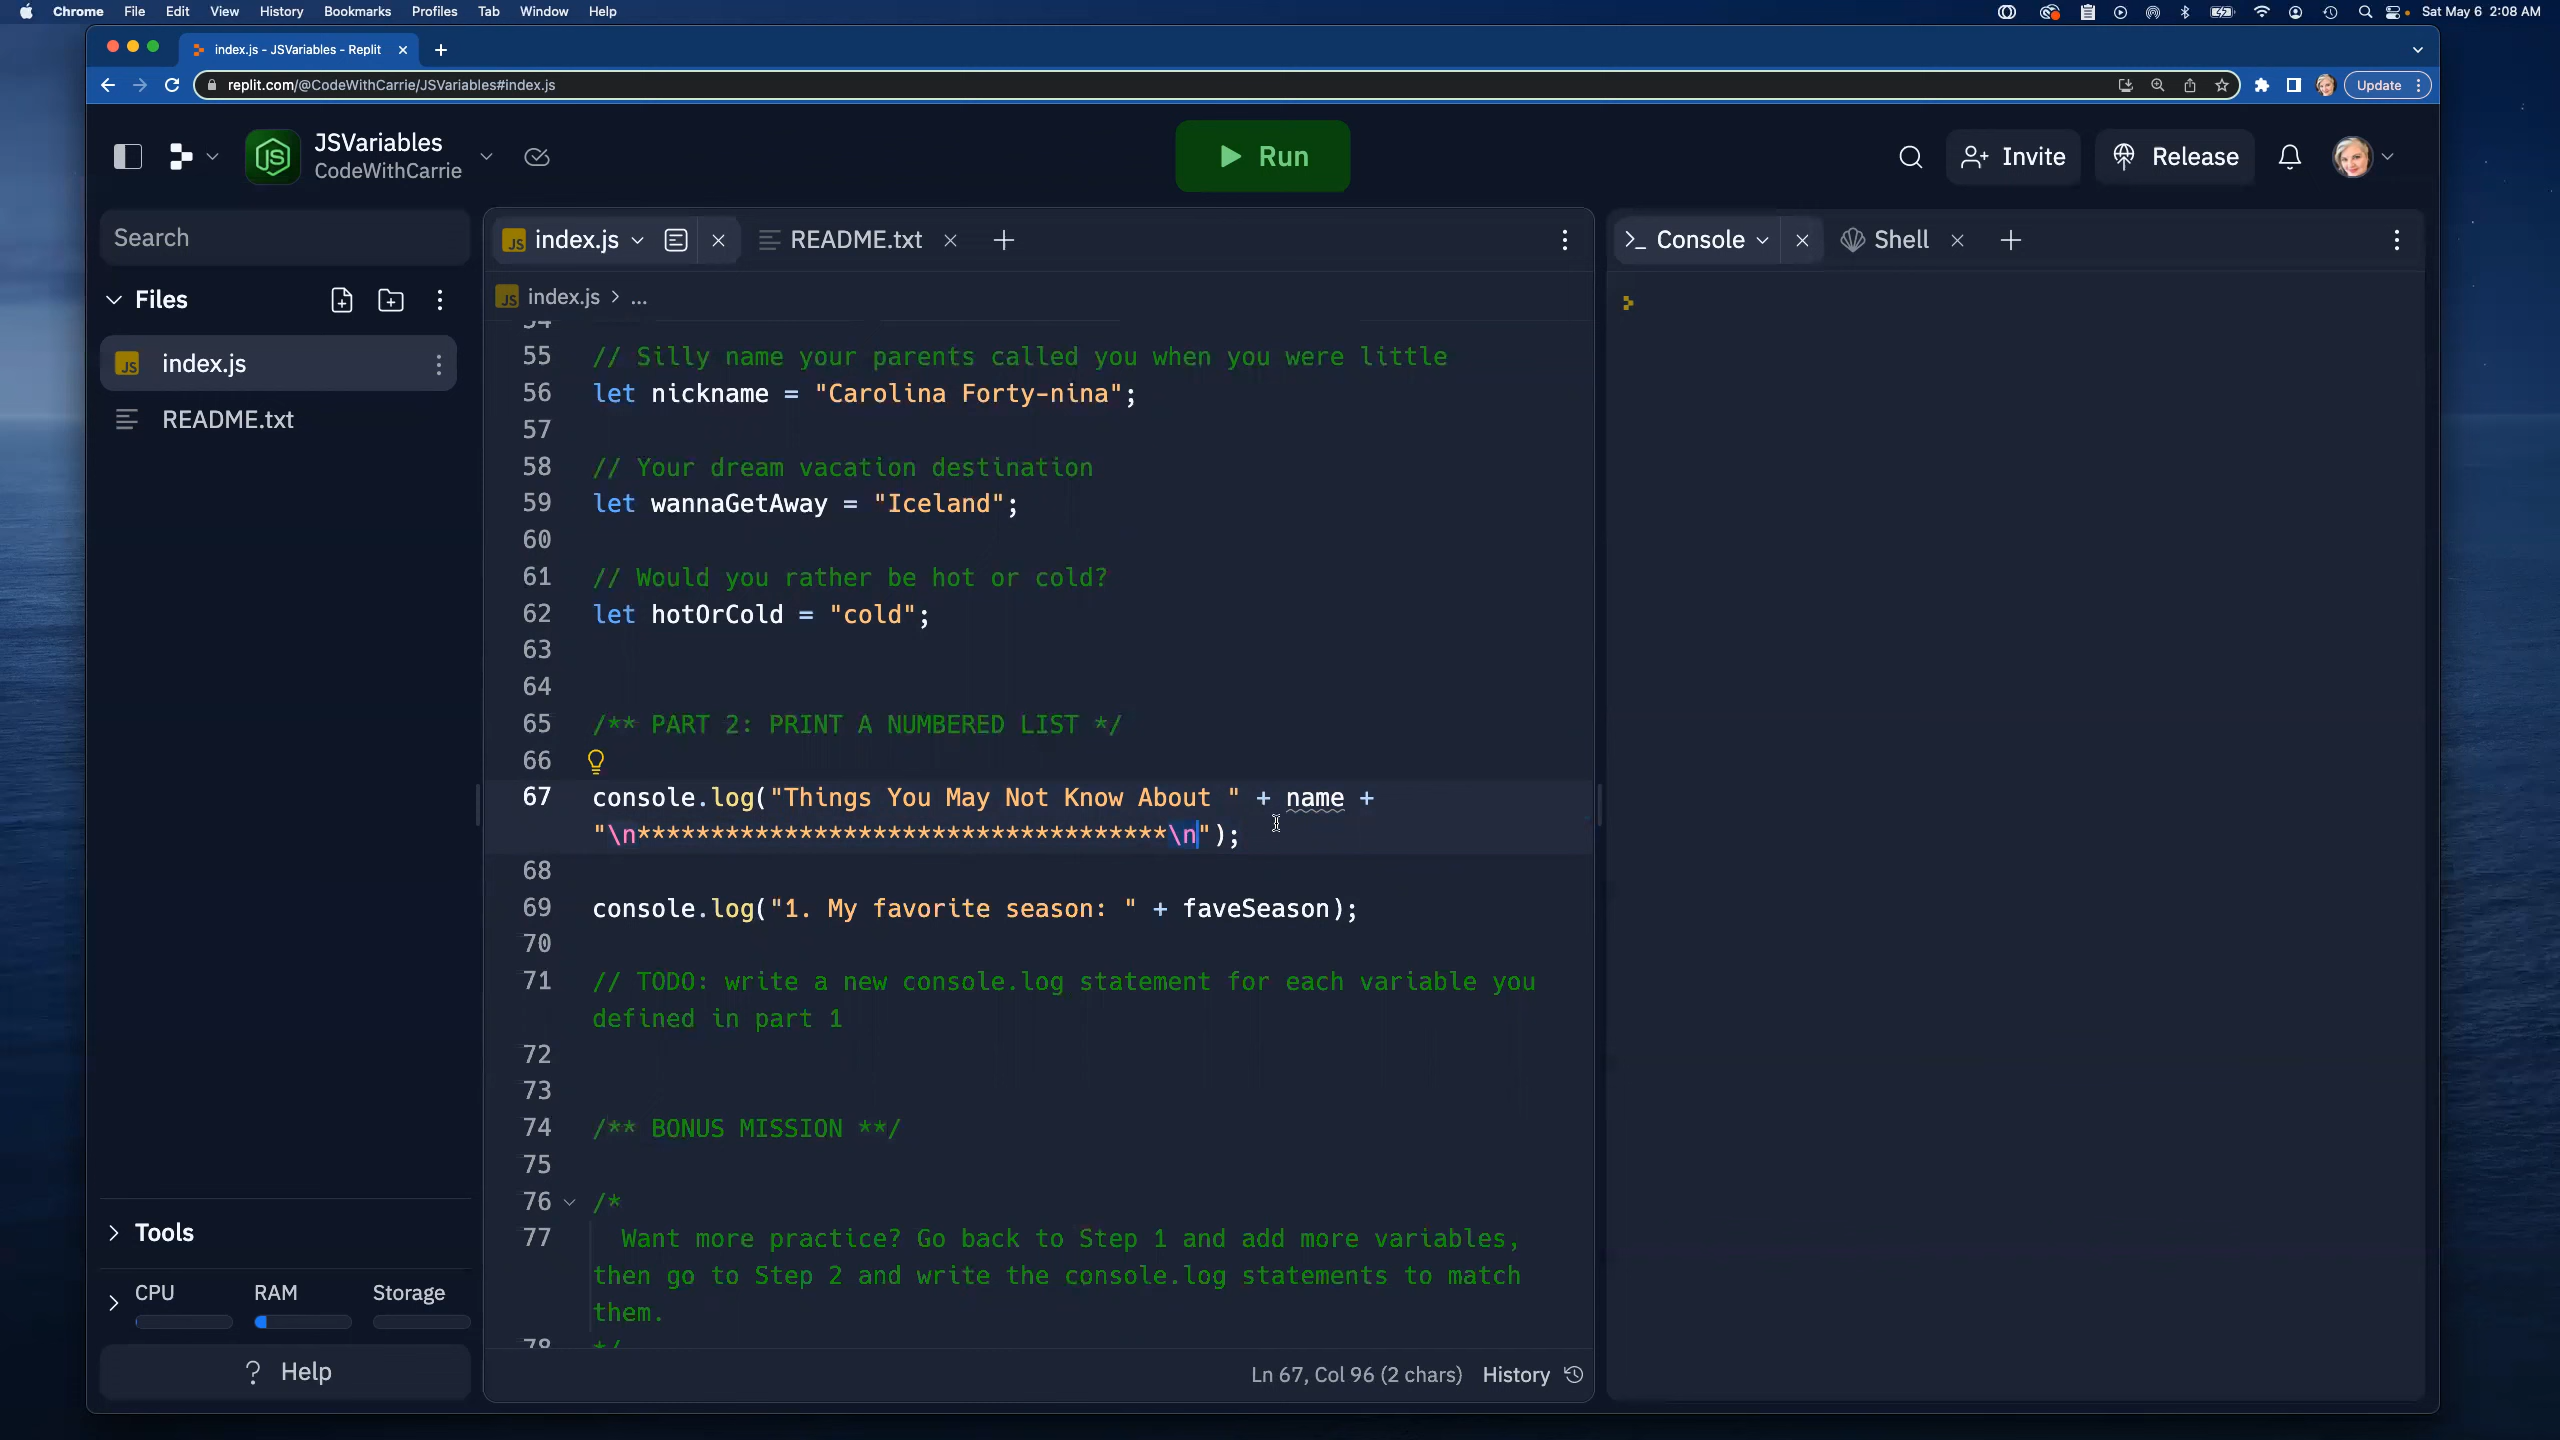 Chrome File Edit View History Bookmarks Profiles Tab Window Help
Sat May 6 2:08 AM
index.js - JSVariables - Replit
replit.com/@CodeWithCarrie/JSVariables#index.js
Update
JSVariables
CodeWithCarrie
Run
Invite
Release
Search
Files
JS index.js
README.txt
Tools
CPU RAM Storage
? Help
JS index.js
README.txt
JS index.js > ...
54
55 // Silly name your parents called you when you were little
56 let nickname = "Carolina Forty-nina";
57
58 // Your dream vacation destination
59 let wannaGetAway = "Iceland";
60
61 // Would you rather be hot or cold?
62 let hotOrCold = "cold";
63
64
65 /** PART 2: PRINT A NUMBERED LIST */
66
67 console.log("Things You May Not Know About " + name +
"\n************************************\n");
68
69 console.log("1. My favorite season: " + faveSeason);
70
71 // TODO: write a new console.log statement for each variable you
defined in part 1
72
73
74 /** BONUS MISSION **/
75
76 /*
77 Want more practice? Go back to Step 1 and add more variables,
then go to Step 2 and write the console.log statements to match
them.
78 */
Ln 67, Col 96 (2 chars) History
Console
Shell